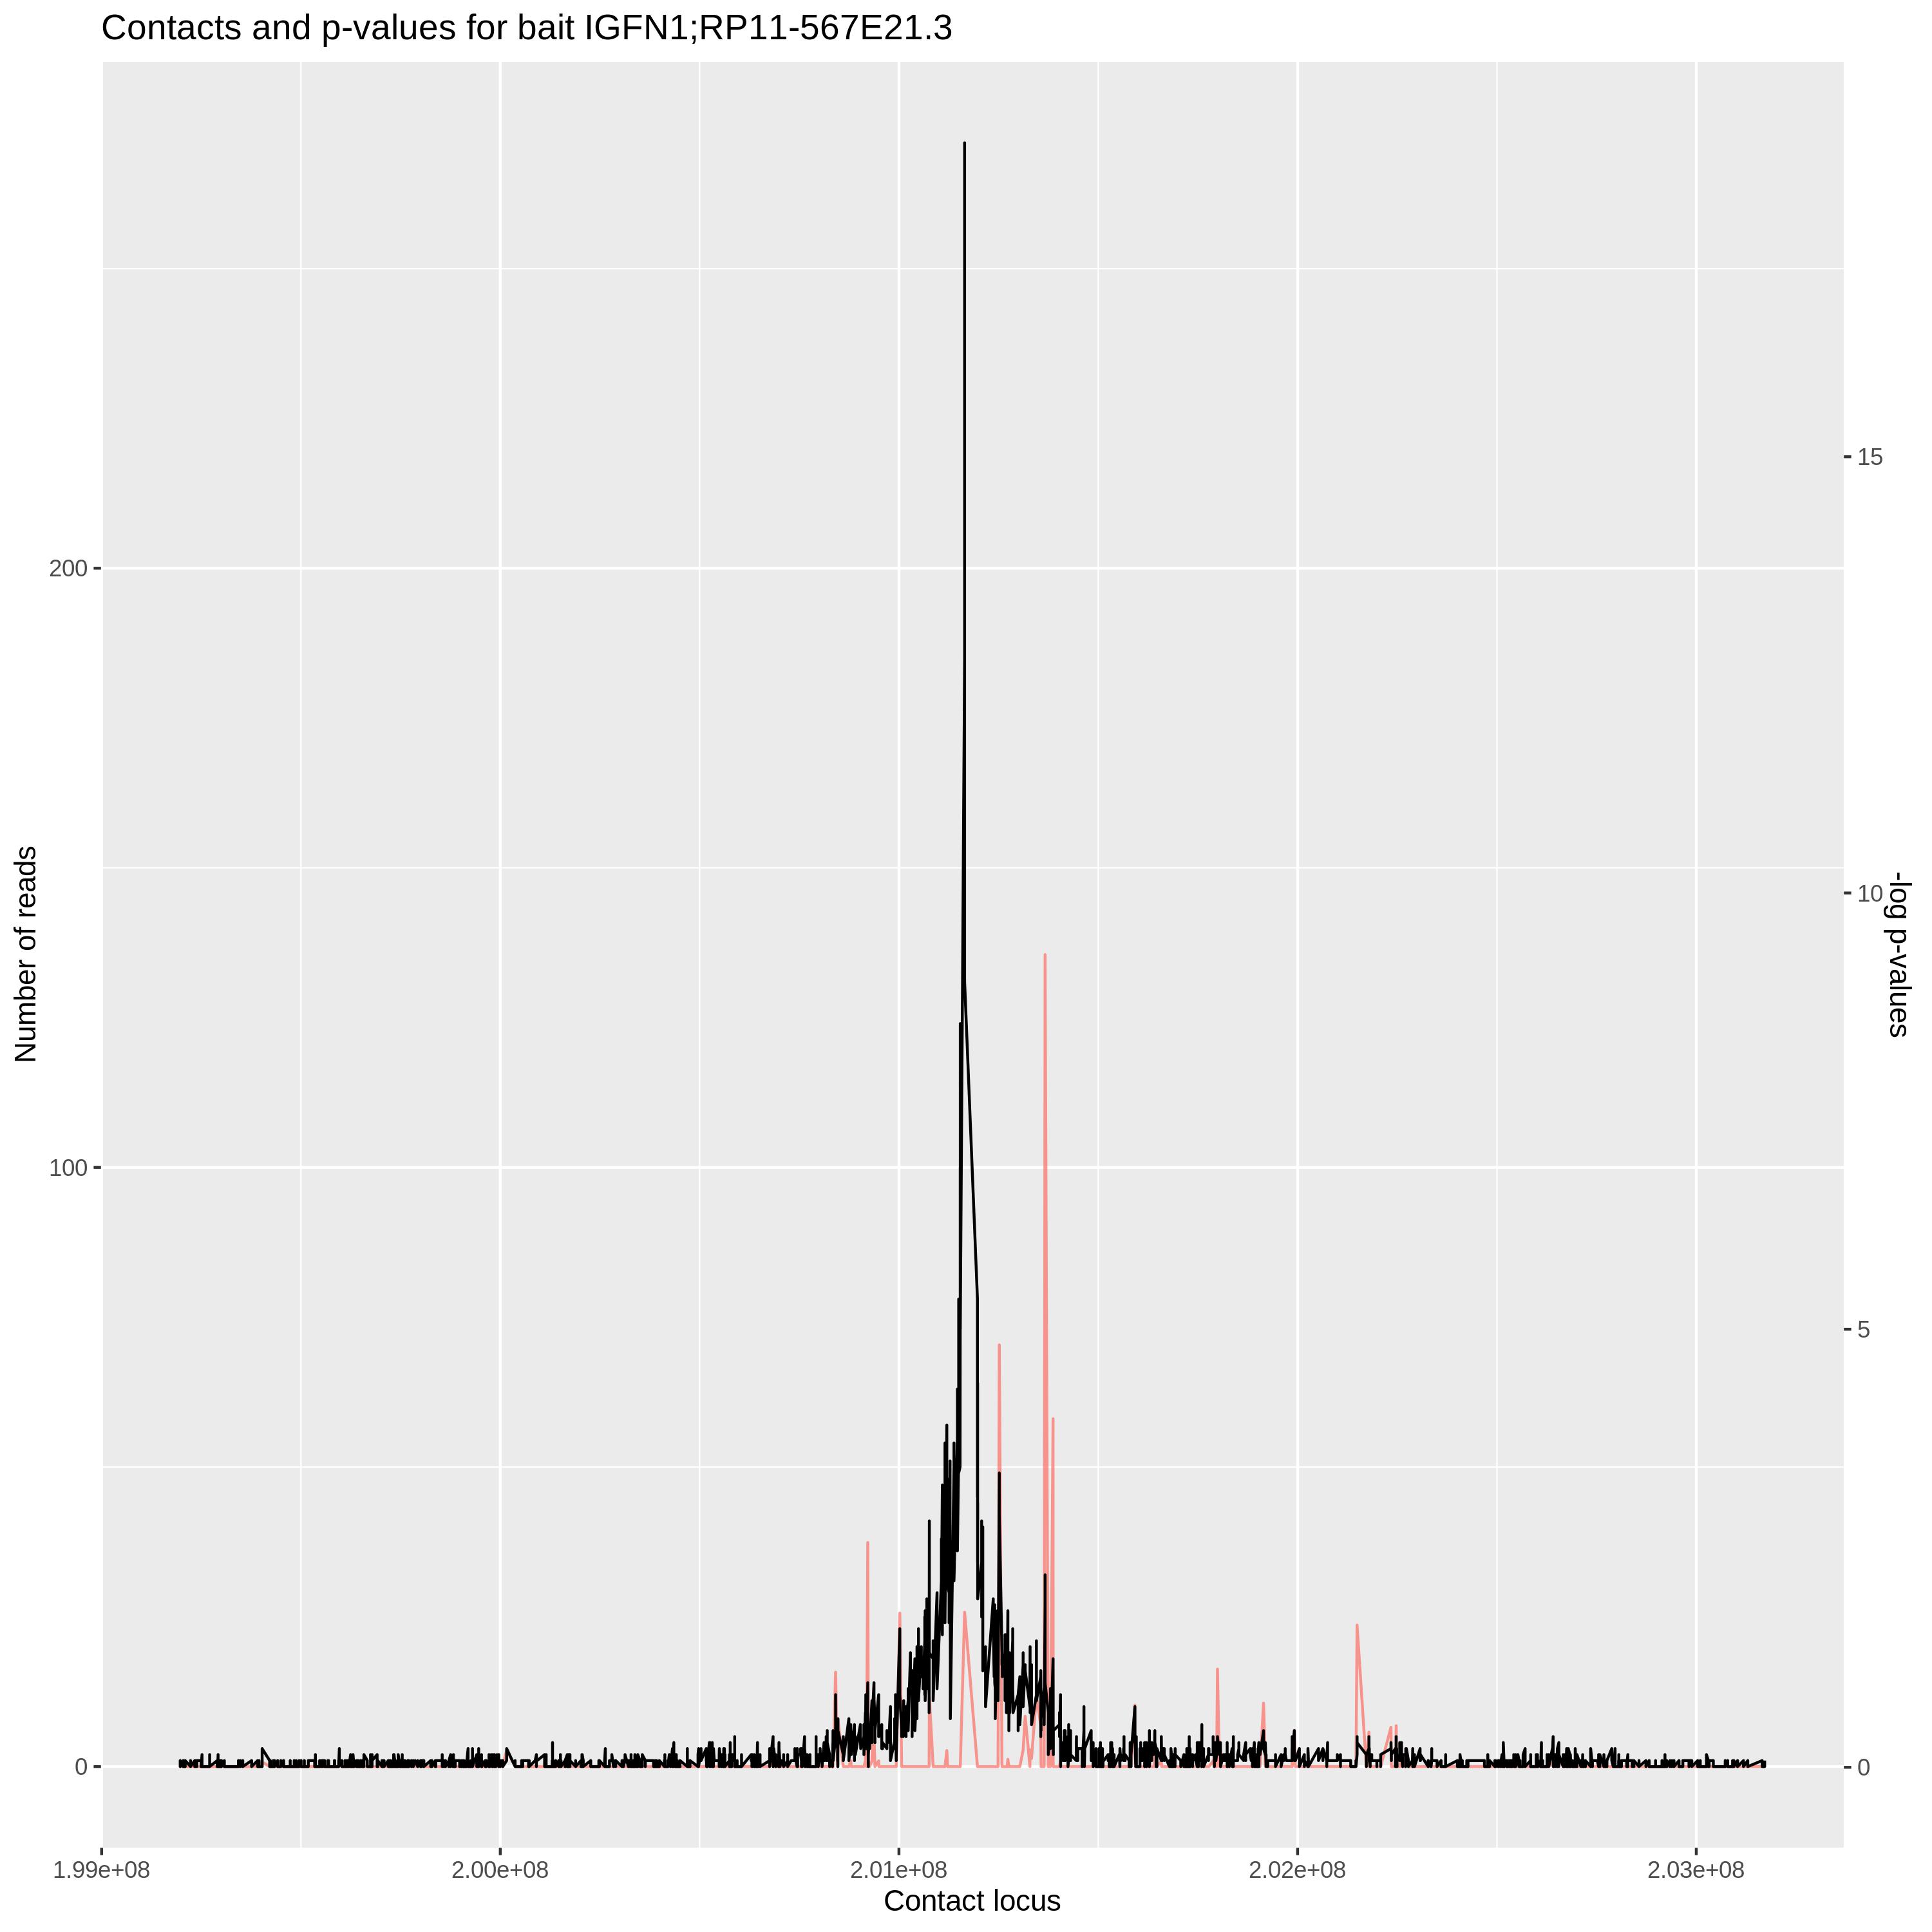 Contacts and p-values for bait IGFN1;RP11-567E21.3
Number of reads
200
100
0
15
10
5
0
-log p-values
1.99e+08
2.00e+08
2.01e+08
2.02e+08
2.03e+08
Contact locus